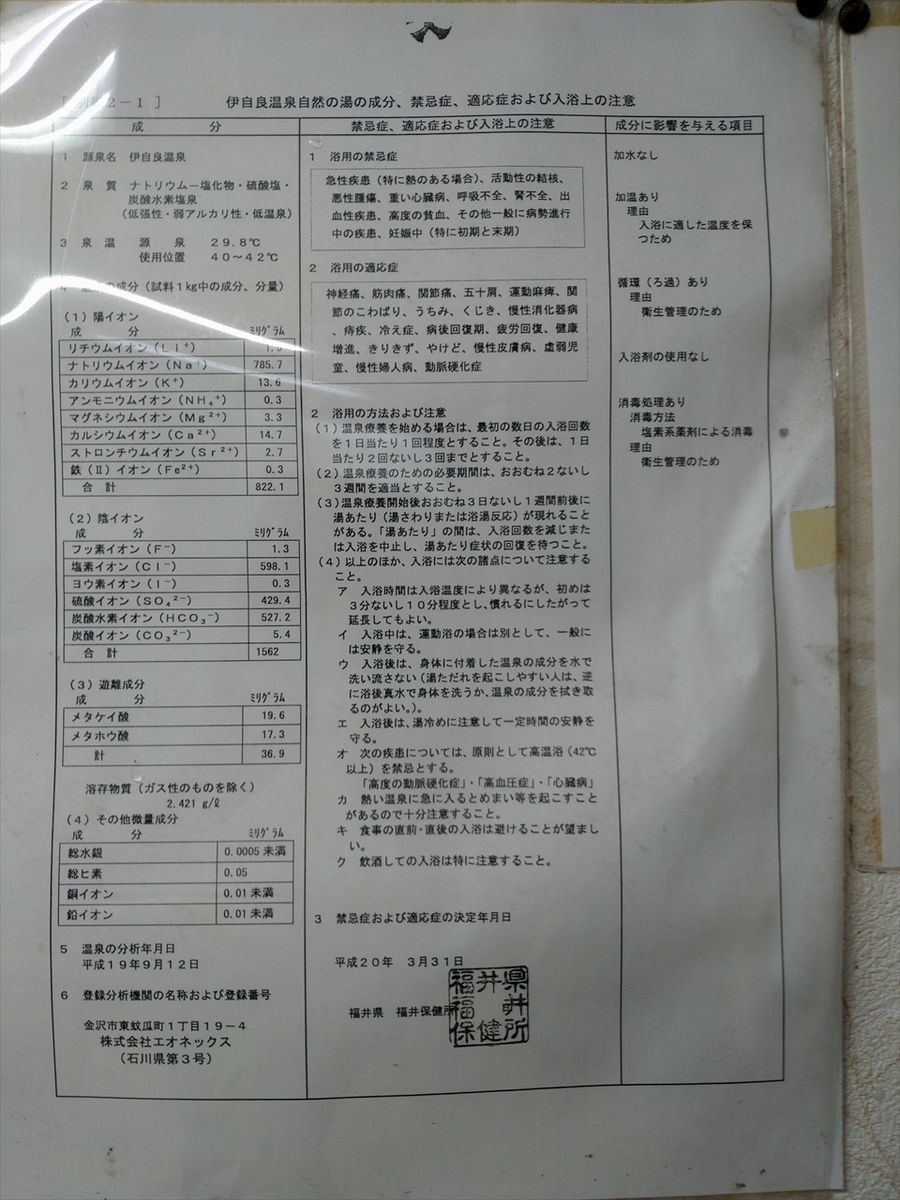 ２－１ ］
伊自良温泉自然の湯の成分、禁忌症、適応症および入浴上の注意
成 分
１ 源泉名 伊自良温泉
２ 泉 質 ナトリウム－塩化物・硫酸塩・
炭酸水素塩泉
（低張性・弱アルカリ性・低温泉）
３ 泉 温 源 泉 ２９.８℃
使用位置 ４０～４２℃
の成分（試料１kg中の成分、分量）
（１）陽イオン
成 分 ﾐﾘｸﾞﾗﾑ
リチウムイオン（Ｌｉ⁺）
ナトリウムイオン（Ｎａ⁺） 785.7
カリウムイオン（Ｋ⁺） 13.6
アンモニウムイオン（ＮＨ₄⁺） 0.3
マグネシウムイオン（Ｍｇ²⁺） 3.3
カルシウムイオン（Ｃａ²⁺） 14.7
ストロンチウムイオン（Ｓｒ²⁺） 2.7
鉄（Ⅱ）イオン（Ｆｅ²⁺） 0.3
合 計 822.1
（２）陰イオン
成 分 ﾐﾘｸﾞﾗﾑ
フッ素イオン（Ｆ⁻） 1.3
塩素イオン（Ｃｌ⁻） 598.1
ヨウ素イオン（Ｉ⁻） 0.3
硫酸イオン（ＳＯ₄²⁻） 429.4
炭酸水素イオン（ＨＣＯ₃⁻） 527.2
炭酸イオン（ＣＯ₃²⁻） 5.4
合 計 1562
（３）遊離成分
成 分 ﾐﾘｸﾞﾗﾑ
メタケイ酸 19.6
メタホウ酸 17.3
計 36.9
溶存物質（ガス性のものを除く）
2.421 g/ℓ
（４）その他微量成分
成 分 ﾐﾘｸﾞﾗﾑ
総水銀 0.0005 未満
総ヒ素 0.05
銅イオン 0.01 未満
鉛イオン 0.01 未満
５ 温泉の分析年月日
平成１９年９月１２日
６ 登録分析機関の名称および登録番号
金沢市東蚊瓜町１丁目１９－４
株式会社エオネックス
（石川県第３号）
禁忌症、適応症および入浴上の注意
１ 浴用の禁忌症
急性疾患（特に熱のある場合）、活動性の結核、
悪性腫瘍、重い心臓病、呼吸不全、腎不全、出
血性疾患、高度の貧血、その他一般に病勢進行
中の疾患、妊娠中（特に初期と末期）
２ 浴用の適応症
神経痛、筋肉痛、関節痛、五十肩、運動麻痺、関
節のこわばり、うちみ、くじき、慢性消化器病
、痔疾、冷え症、病後回復期、疲労回復、健康
増進、きりきず、やけど、慢性皮膚病、虚弱児
童、慢性婦人病、動脈硬化症
２ 浴用の方法および注意
（１）温泉療養を始める場合は、最初の数日の入浴回数
を１日当たり１回程度とすること。その後は、１日
当たり２回ないし３回までとすること。
（２）温泉療養のための必要期間は、おおむね２ないし
３週間を適当とすること。
（３）温泉療養開始後おおむね３日ないし１週間前後に
湯あたり（湯さわりまたは浴湯反応）が現れること
がある。「湯あたり」の間は、入浴回数を減じまた
は入浴を中止し、湯あたり症状の回復を待つこと。
（４）以上のほか、入浴には次の諸点について注意する
こと。
ア 入浴時間は入浴温度により異なるが、初めは
３分ないし１０分程度とし、慣れるにしたがって
延長してもよい。
イ 入浴中は、運動浴の場合は別として、一般に
は安静を守る。
ウ 入浴後は、身体に付着した温泉の成分を水で
洗い流さない（湯ただれを起こしやすい人は、逆
に浴後真水で身体を洗うか、温泉の成分を拭き取
るのがよい。）。
エ 入浴後は、湯冷めに注意して一定時間の安静を
守る。
オ 次の疾患については、原則として高温浴（42℃
以上）を禁忌とする。
「高度の動脈硬化症」・「高血圧症」・「心臓病」
カ 熱い温泉に急に入るとめまい等を起こすこと
があるので十分注意すること。
キ 食事の直前・直後の入浴は避けることが望まし
い。
ク 飲酒しての入浴は特に注意すること。
３ 禁忌症および適応症の決定年月日
平成２０年 ３月３１日
福井県 福井保健所
福井県
福井
保健所
成分に影響を与える項目
加水なし
加温あり
理由
入浴に適した温度を保
つため
循環（ろ過）あり
理由
衛生管理のため
入浴剤の使用なし
消毒処理あり
消毒方法
塩素系薬剤による消毒
理由
衛生管理のため